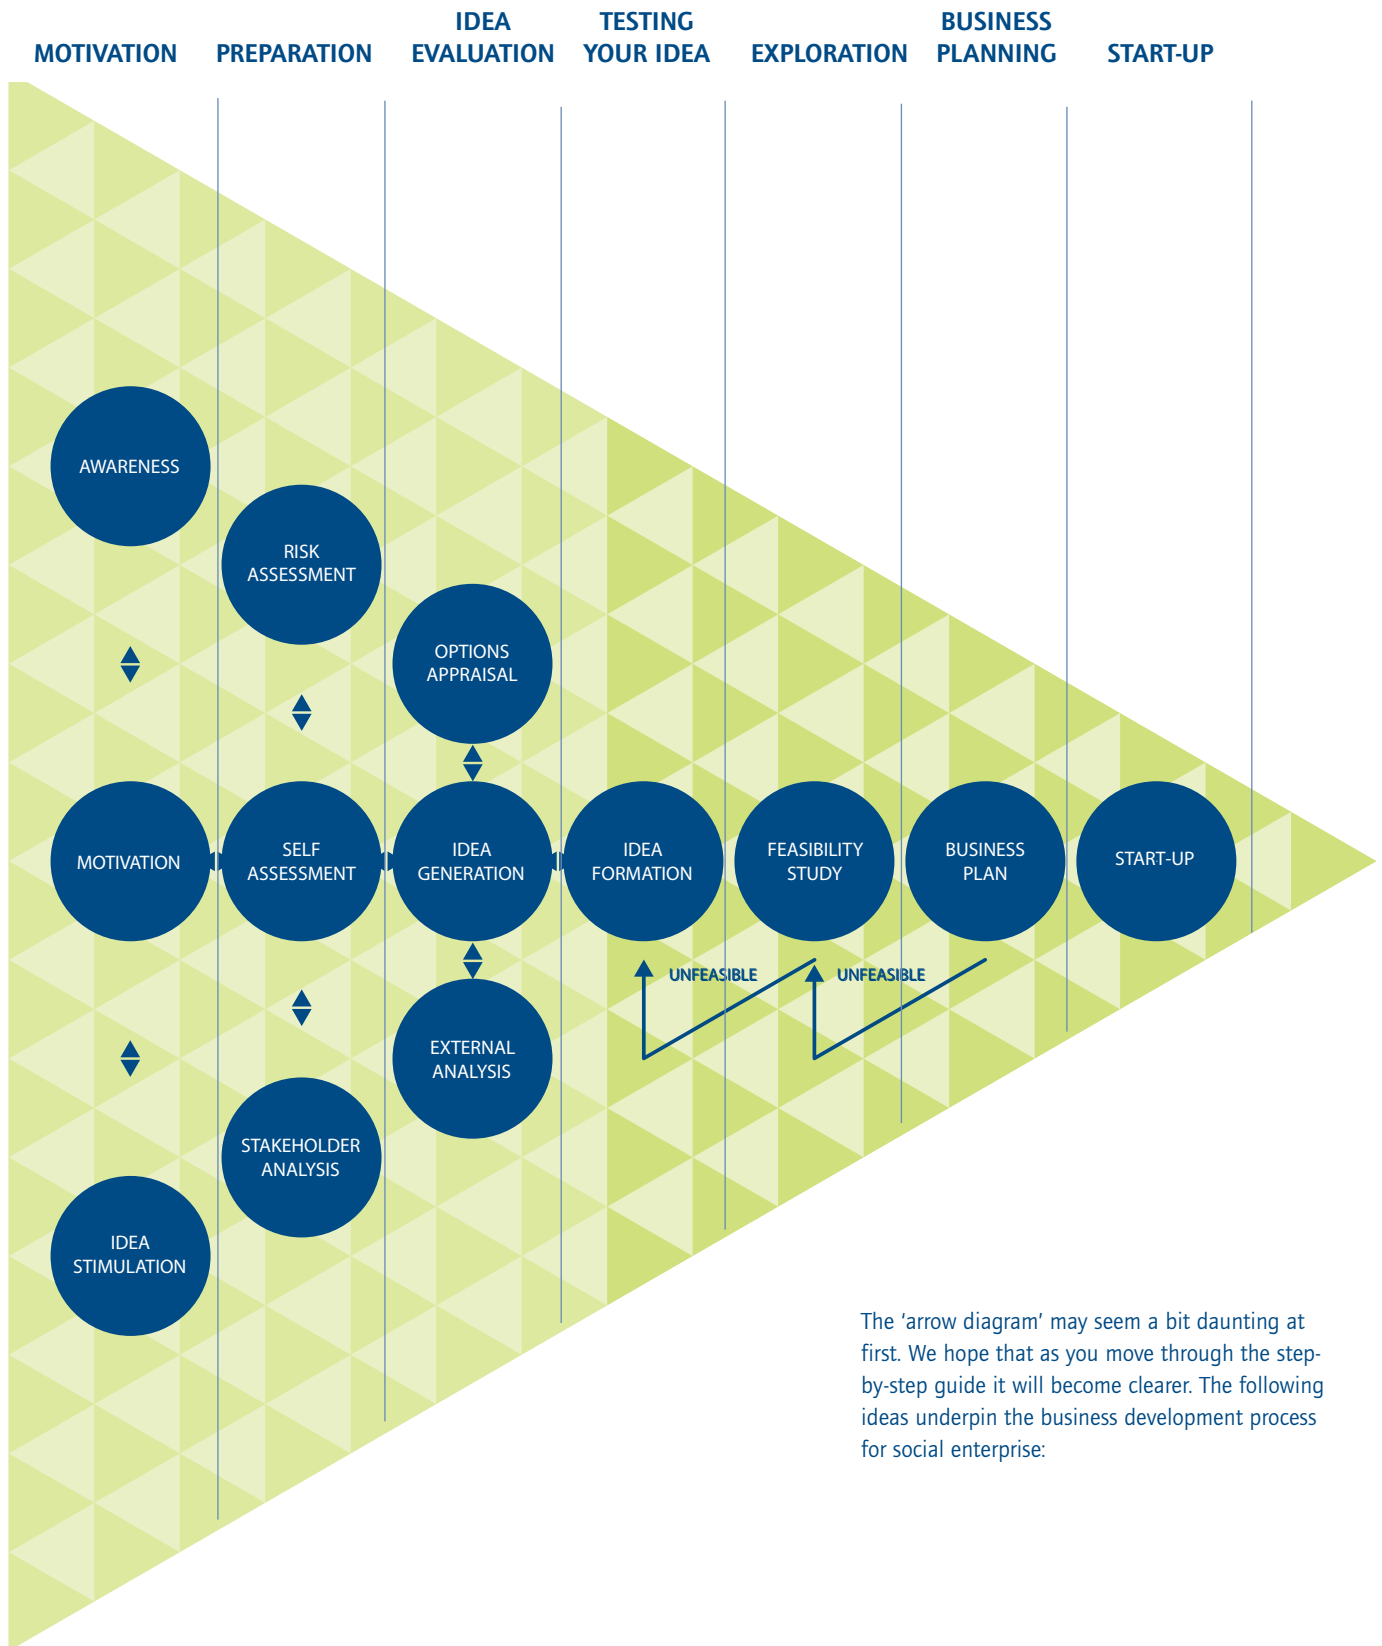 MOTIVATION
PREPARATION
IDEA
EVALUATION
TESTING
YOUR IDEA
EXPLORATION
BUSINESS
PLANNING
START-UP
AWARENESS
RISK
ASSESSMENT
OPTIONS
APPRAISAL
MOTIVATION
SELF
ASSESSMENT
IDEA
GENERATION
IDEA
FORMATION
FEASIBILITY
STUDY
BUSINESS
PLAN
START-UP
UNFEASIBLE
UNFEASIBLE
EXTERNAL
ANALYSIS
STAKEHOLDER
ANALYSIS
IDEA
STIMULATION
The ‘arrow diagram’ may seem a bit daunting at
first. We hope that as you move through the step-
by-step guide it will become clearer. The following
ideas underpin the business development process
for social enterprise: